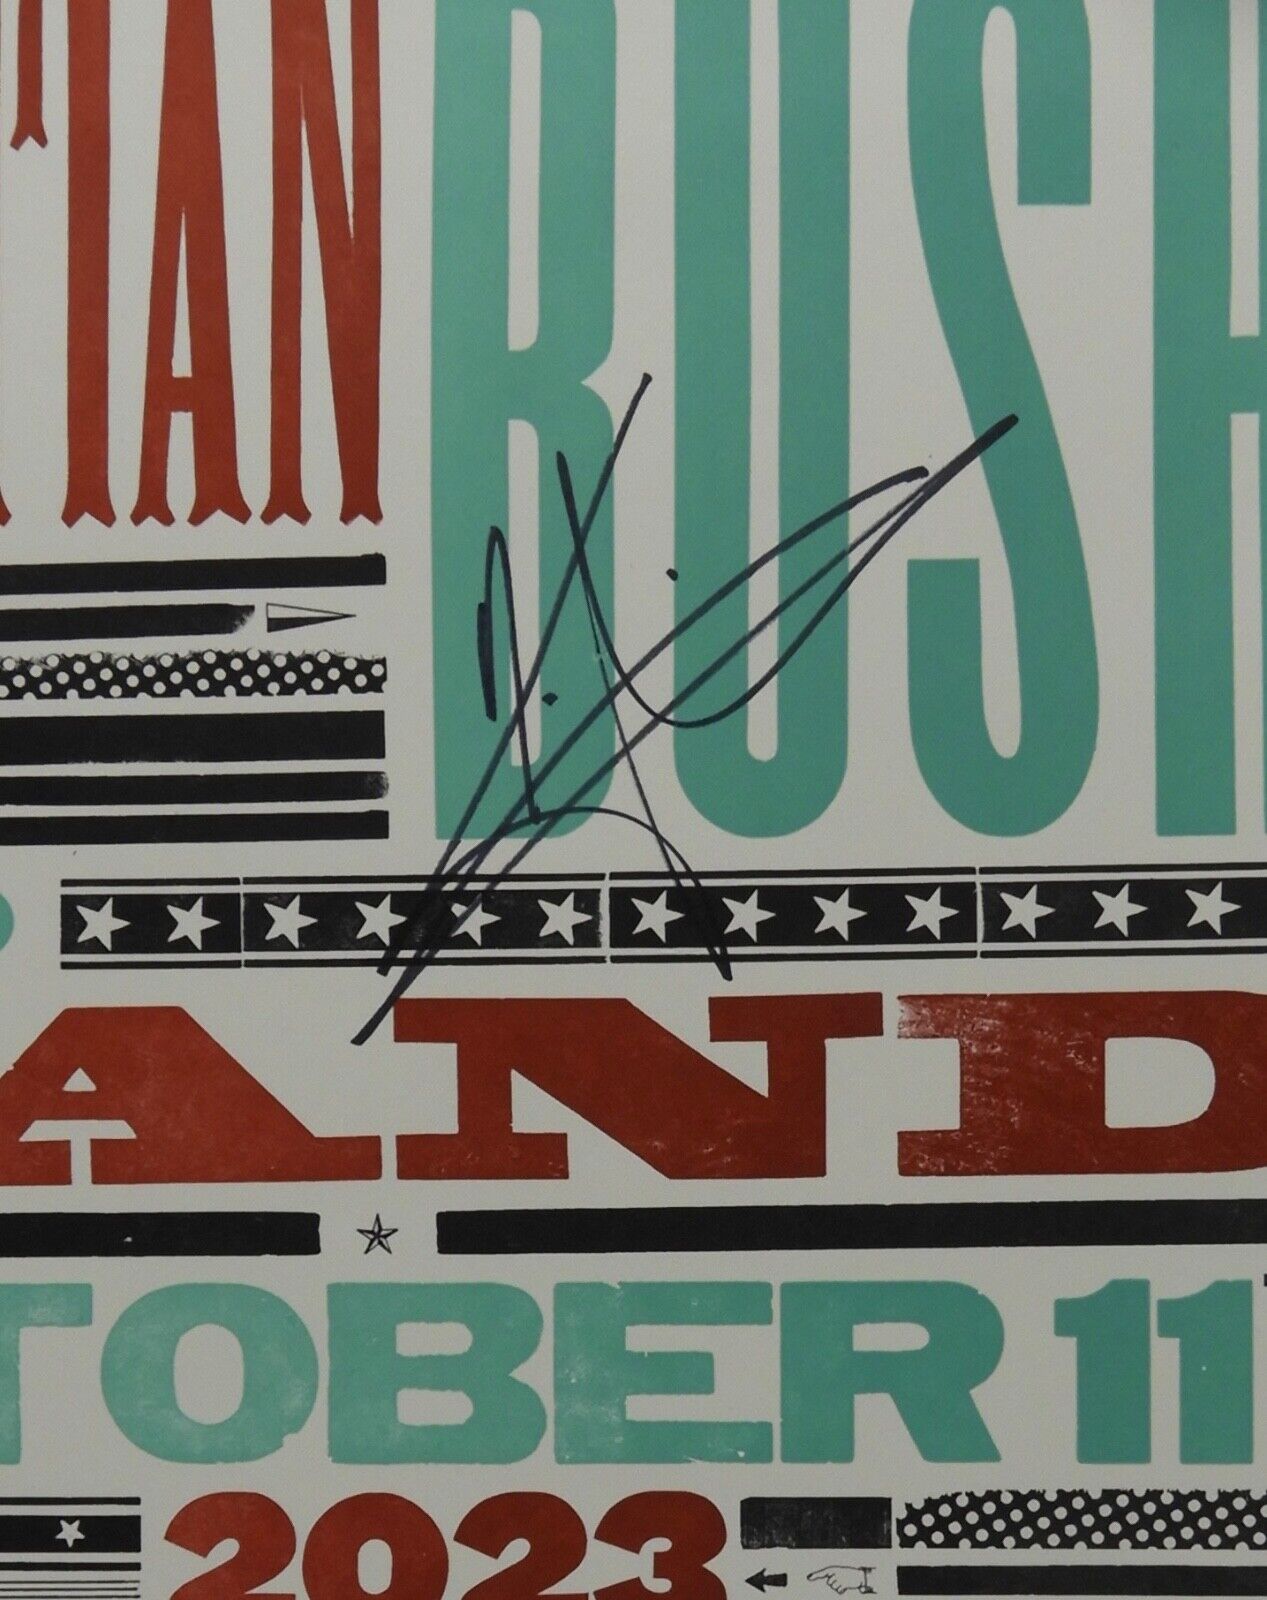 TIAN BUSH
AND
TOBER 11
2023